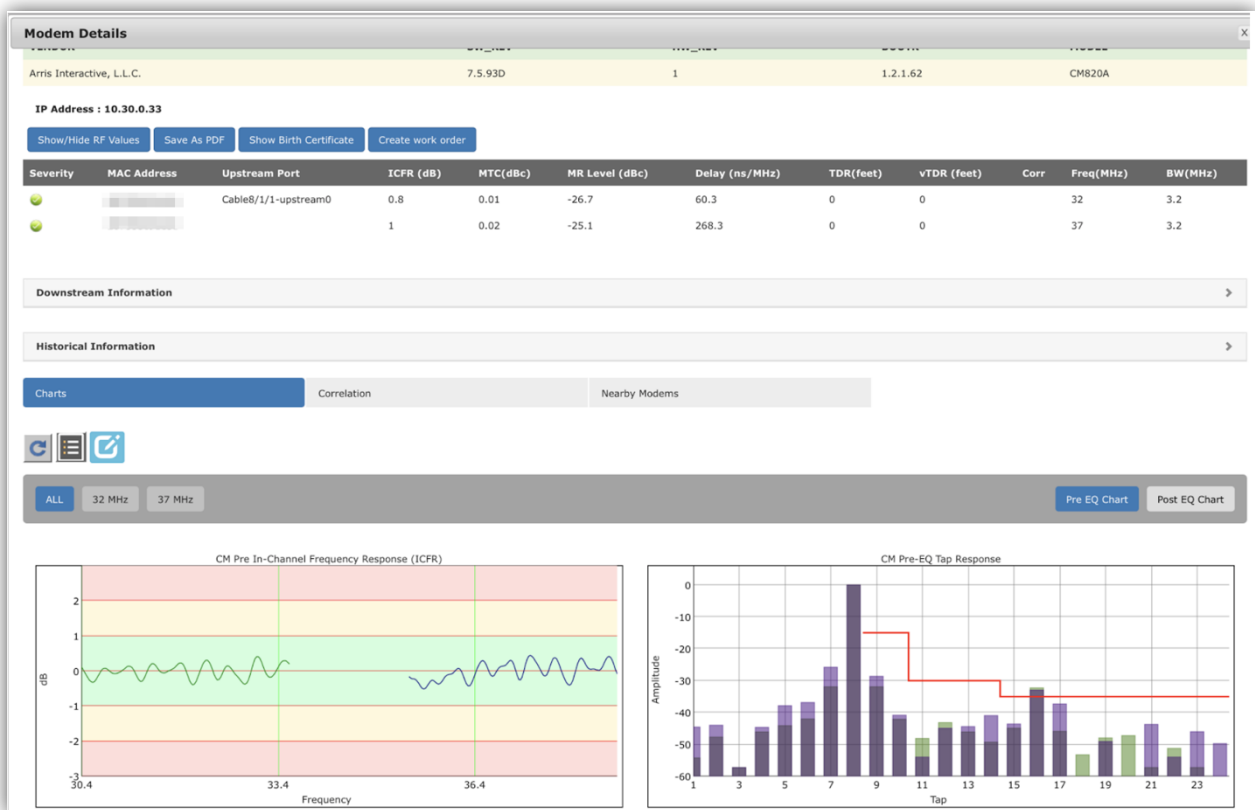 Modem Details X
VENDOR SW_REV HW_REV BOOTR MODEL
Arris Interactive, L.L.C. 7.5.93D 1 1.2.1.62 CM820A
IP Address : 10.30.0.33
Show/Hide RF Values Save As PDF Show Birth Certificate Create work order
Severity MAC Address Upstream Port ICFR (dB) MTC(dBc) MR Level (dBc) Delay (ns/MHz) TDR(feet) vTDR (feet) Corr Freq(MHz) BW(MHz)
Cable8/1/1-upstream0 0.8 0.01 -26.7 60.3 0 0 32 3.2
1 0.02 -25.1 268.3 0 0 37 3.2
Downstream Information
Historical Information
Charts Correlation Nearby Modems
ALL 32 MHz 37 MHz Pre EQ Chart Post EQ Chart
CM Pre In-Channel Frequency Response (ICFR)
2
1
0
-1
-2
-3
dB
30.4 33.4 36.4
Frequency
CM Pre-EQ Tap Response
0
-10
-20
-30
-40
-50
-60
Amplitude
1 3 5 7 9 11 13 15 17 19 21 23
Tap